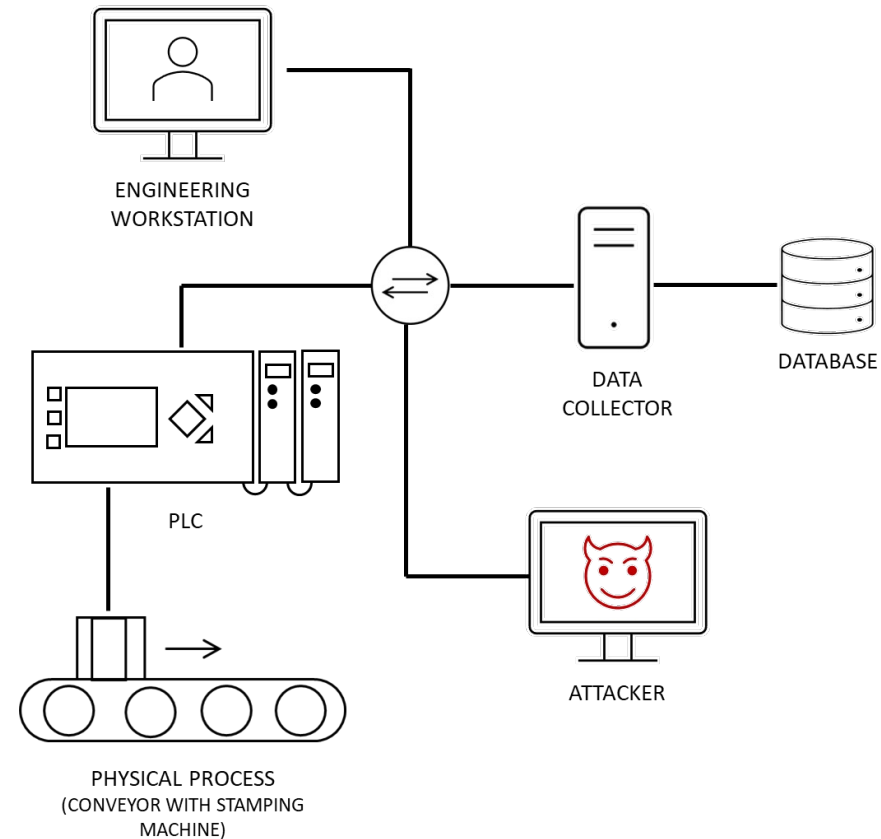 ENGINEERING
WORKSTATION
DATA
COLLECTOR
DATABASE
PLC
ATTACKER
PHYSICAL PROCESS
(CONVEYOR WITH STAMPING
MACHINE)